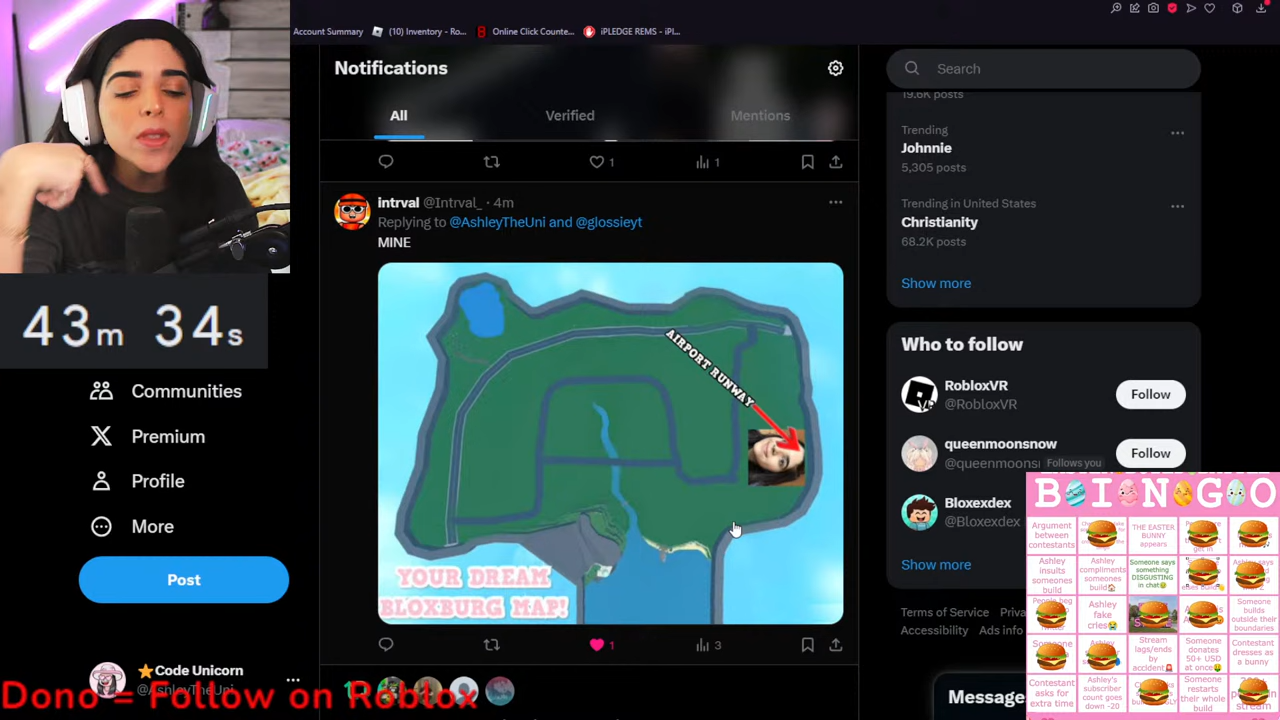 Account Summary
(10) Inventory - Ro...
Online Click Counte...
iPLEDGE REMS - iPl...
Notifications
All
Verified
Mentions
1
1
intrval @Intrval_ · 4m
Replying to @AshleyTheUni and @glossieyt
MINE
AIRPORT RUNWAY
YOUR DREAM
BLOXBURG MAP!
1
3
43m 34s
Communities
Premium
Profile
More
Post
⭐Code Unicorn
@AshleyTheUni
Dono = Follow on Roblox
Search
19.6K posts
Trending
Johnnie
5,305 posts
Trending in United States
Christianity
68.2K posts
Show more
Who to follow
RobloxVR
@RobloxVR
Follow
queenmoonsnow
@queenmoons
Follows you
Follow
Bloxexdex
@Bloxexdex
Show more
Terms of Service
Accessibility
Ads info
Message
BINGO
Argument
between
contestants
THE EASTER
BUNNY
appears
Ashley
insults
someones
build
Ashley
compliments
someones
build
Someone says
something
DISGUSTING
in chat
Ashley
fake
cries
Someone
builds
outside their
boundaries
Stream
lags/ends
by
accident
Someone
donates
50+ USD
at once
Contestant
dresses as
a bunny
Contestant
asks for
extra time
Ashley's
subscriber
count goes
down -20
Someone
restarts
their whole
build